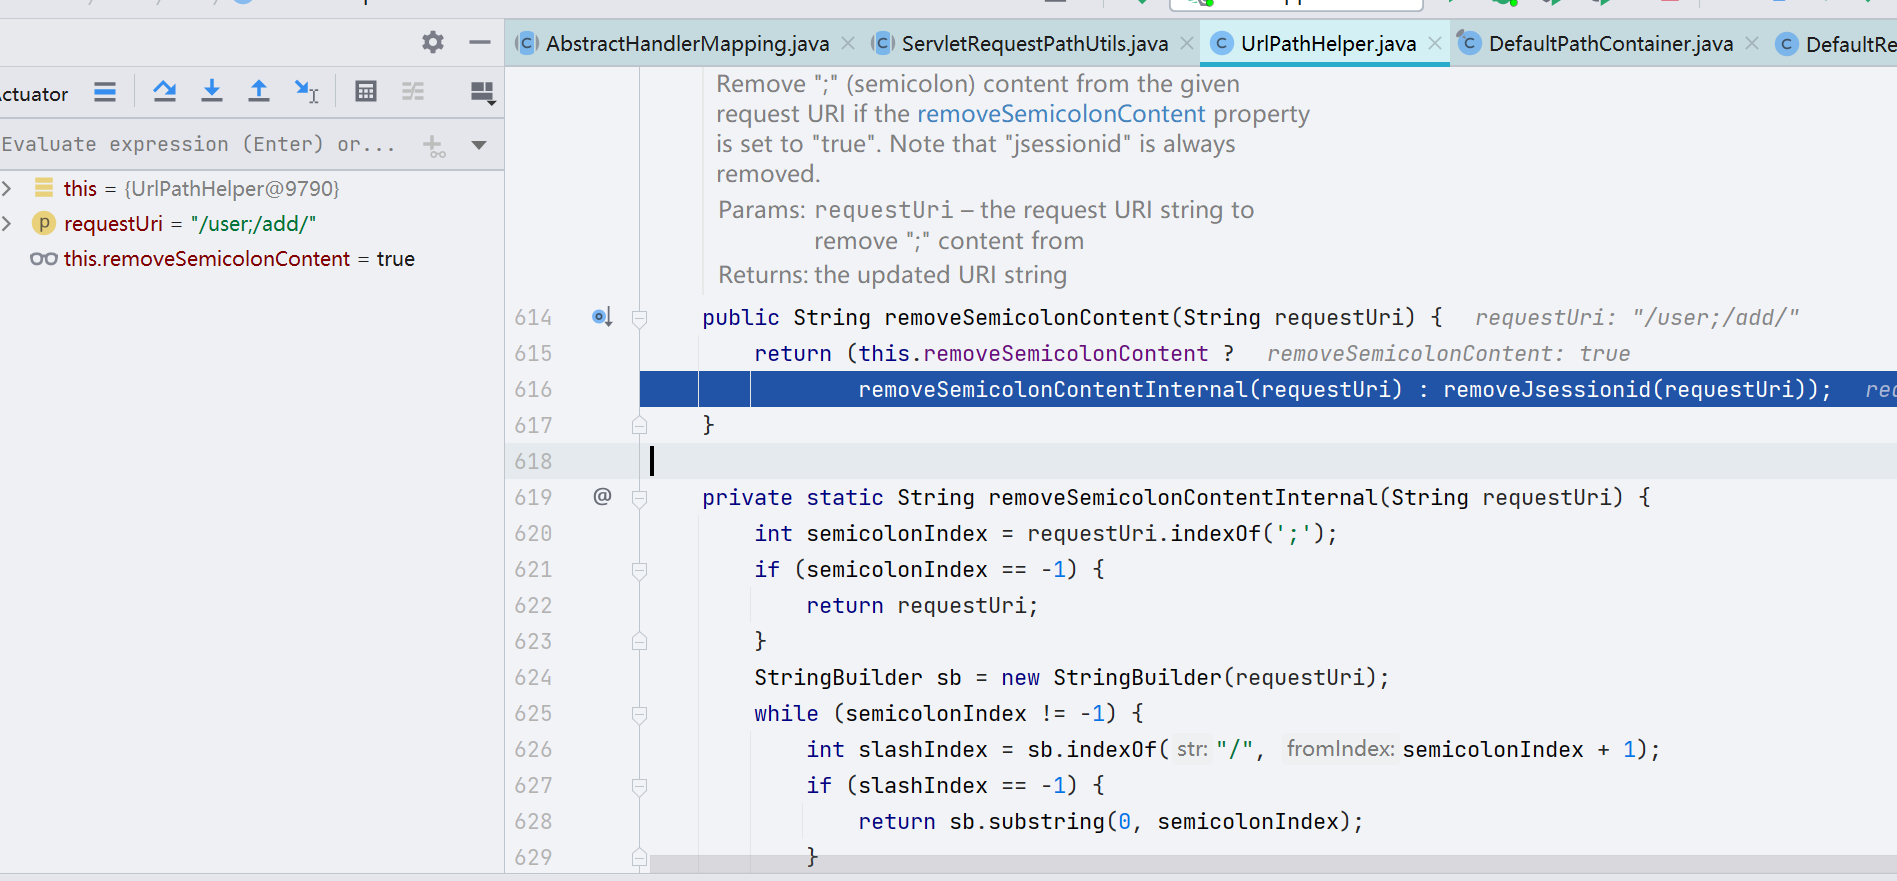 AbstractHandlerMapping.java
ServletRequestPathUtils.java
UrlPathHelper.java
DefaultPathContainer.java
DefaultRe
ctuator
Evaluate expression (Enter) or...
this = {UrlPathHelper@9790}
requestUri = "/user;/add/"
this.removeSemicolonContent = true
Remove ";" (semicolon) content from the given
request URI if the removeSemicolonContent property
is set to "true". Note that "jsessionid" is always
removed.
Params: requestUri – the request URI string to
remove ";" content from
Returns: the updated URI string
614 public String removeSemicolonContent(String requestUri) { requestUri: "/user;/add/"
615 return (this.removeSemicolonContent ? removeSemicolonContent: true
616 removeSemicolonContentInternal(requestUri) : removeJsessionid(requestUri)); rec
617 }
618
619 @ private static String removeSemicolonContentInternal(String requestUri) {
620 int semicolonIndex = requestUri.indexOf(';');
621 if (semicolonIndex == -1) {
622 return requestUri;
623 }
624 StringBuilder sb = new StringBuilder(requestUri);
625 while (semicolonIndex != -1) {
626 int slashIndex = sb.indexOf( str: "/", fromIndex: semicolonIndex + 1);
627 if (slashIndex == -1) {
628 return sb.substring(0, semicolonIndex);
629 }